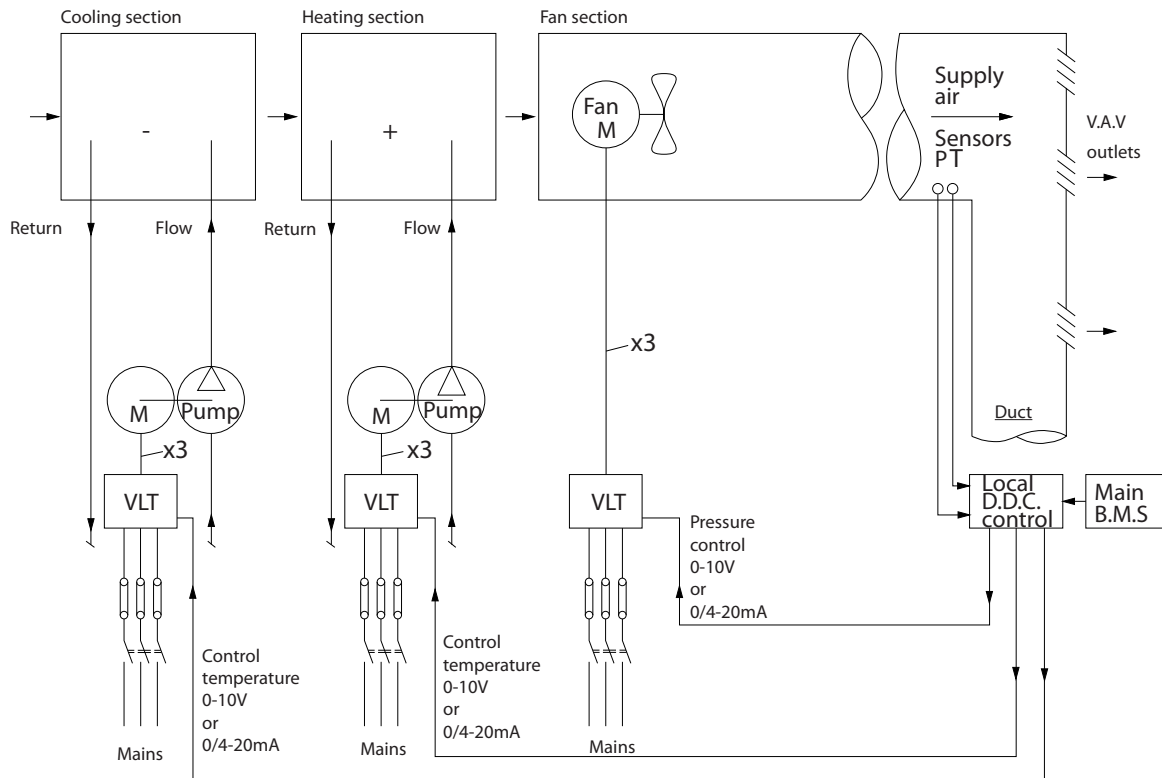 Cooling section
Heating section
Fan section
-
+
Fan
M
Supply
air
Sensors
PT
V.A.V
outlets
Return
Flow
Return
Flow
x3
M
Pump
M
Pump
x3
x3
Duct
VLT
VLT
VLT
Local
D.D.C.
control
Main
B.M.S
Pressure
control
0-10V
or
0/4-20mA
Control
temperature
0-10V
or
0/4-20mA
Control
temperature
0-10V
or
0/4-20mA
Mains
Mains
Mains